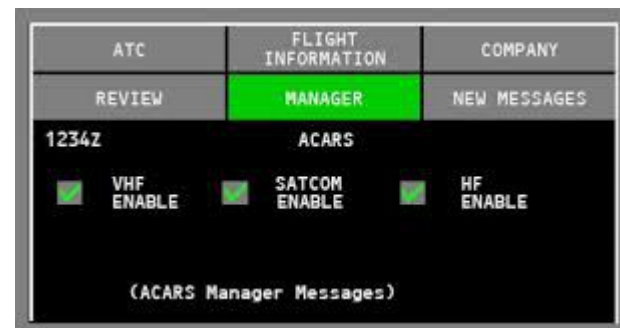 ATC
FLIGHT
INFORMATION
COMPANY
REVIEW
MANAGER
NEW MESSAGES
1234Z
ACARS
VHF
ENABLE
SATCOM
ENABLE
HF
ENABLE
(ACARS Manager Messages)